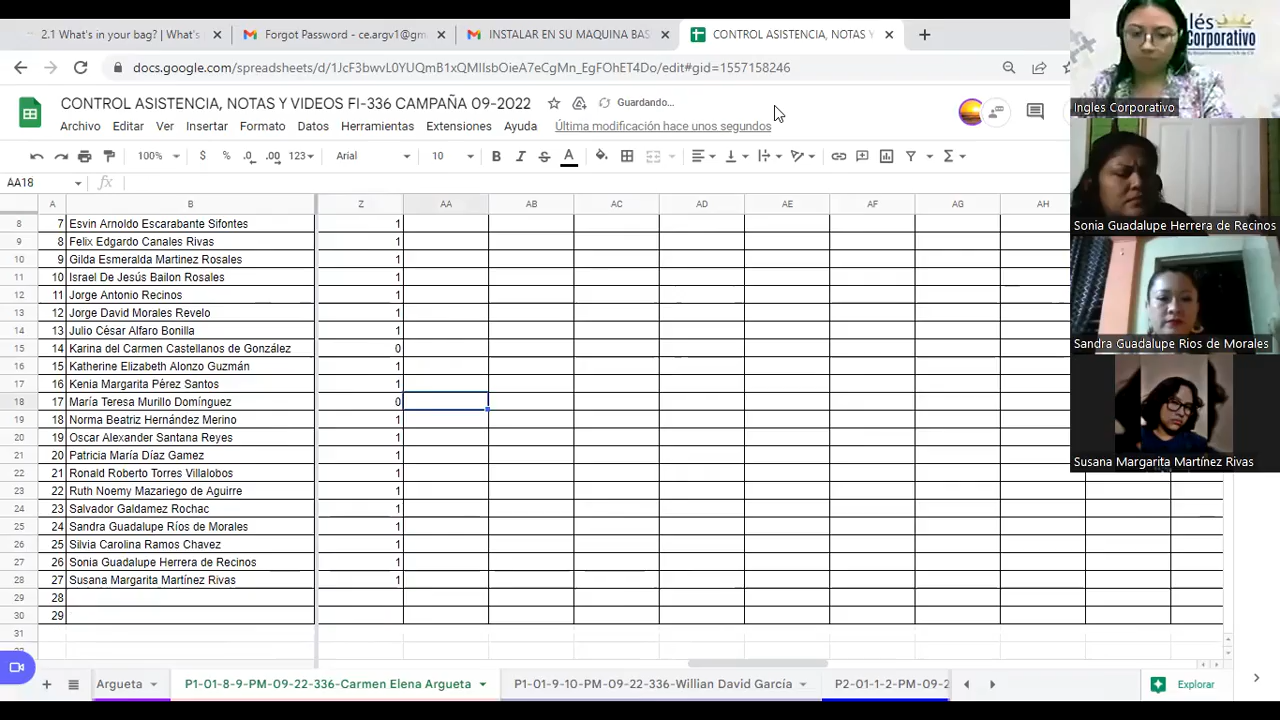 2.1 What's in your bag? | What's
Forgot Password - ce.argv1@gm
INSTALAR EN SU MAQUINA BAS
CONTROL ASISTENCIA, NOTAS Y
docs.google.com/spreadsheets/d/1JcF3bwvL0YUQmB1xQMIlsbOieA7eCgMn_EgFOhET4Do/edit#gid=1557158246
CONTROL ASISTENCIA, NOTAS Y VIDEOS FI-336 CAMPAÑA 09-2022
Guardando...
Archivo Editar Ver Insertar Formato Datos Herramientas Extensiones Ayuda Última modificación hace unos segundos
100% $ % .0 .00 123 Arial 10
AA18
A B Z AA AB AC AD AE AF AG AH
8 7 Esvin Arnoldo Escarabante Sifontes 1
9 8 Felix Edgardo Canales Rivas 1
10 9 Gilda Esmeralda Martinez Rosales 1
11 10 Israel De Jesús Bailon Rosales 1
12 11 Jorge Antonio Recinos 1
13 12 Jorge David Morales Revelo 1
14 13 Julio César Alfaro Bonilla 1
15 14 Karina del Carmen Castellanos de González 0
16 15 Katherine Elizabeth Alonzo Guzmán 1
17 16 Kenia Margarita Pérez Santos 1
18 17 María Teresa Murillo Domínguez 0
19 18 Norma Beatriz Hernández Merino 1
20 19 Oscar Alexander Santana Reyes 1
21 20 Patricia María Díaz Gamez 1
22 21 Ronald Roberto Torres Villalobos 1
23 22 Ruth Noemy Mazariego de Aguirre 1
24 23 Salvador Galdamez Rochac 1
25 24 Sandra Guadalupe Ríos de Morales 1
26 25 Silvia Carolina Ramos Chavez 1
27 26 Sonia Guadalupe Herrera de Recinos 1
28 27 Susana Margarita Martínez Rivas 1
29 28
30 29
31
Argueta P1-01-8-9-PM-09-22-336-Carmen Elena Argueta P1-01-9-10-PM-09-22-336-Willian David García P2-01-1-2-PM-09-2 Explorar
glés
Corporativo
Ingles Corporativo
Sonia Guadalupe Herrera de Recinos
Sandra Guadalupe Rios de Morales
Susana Margarita Martínez Rivas